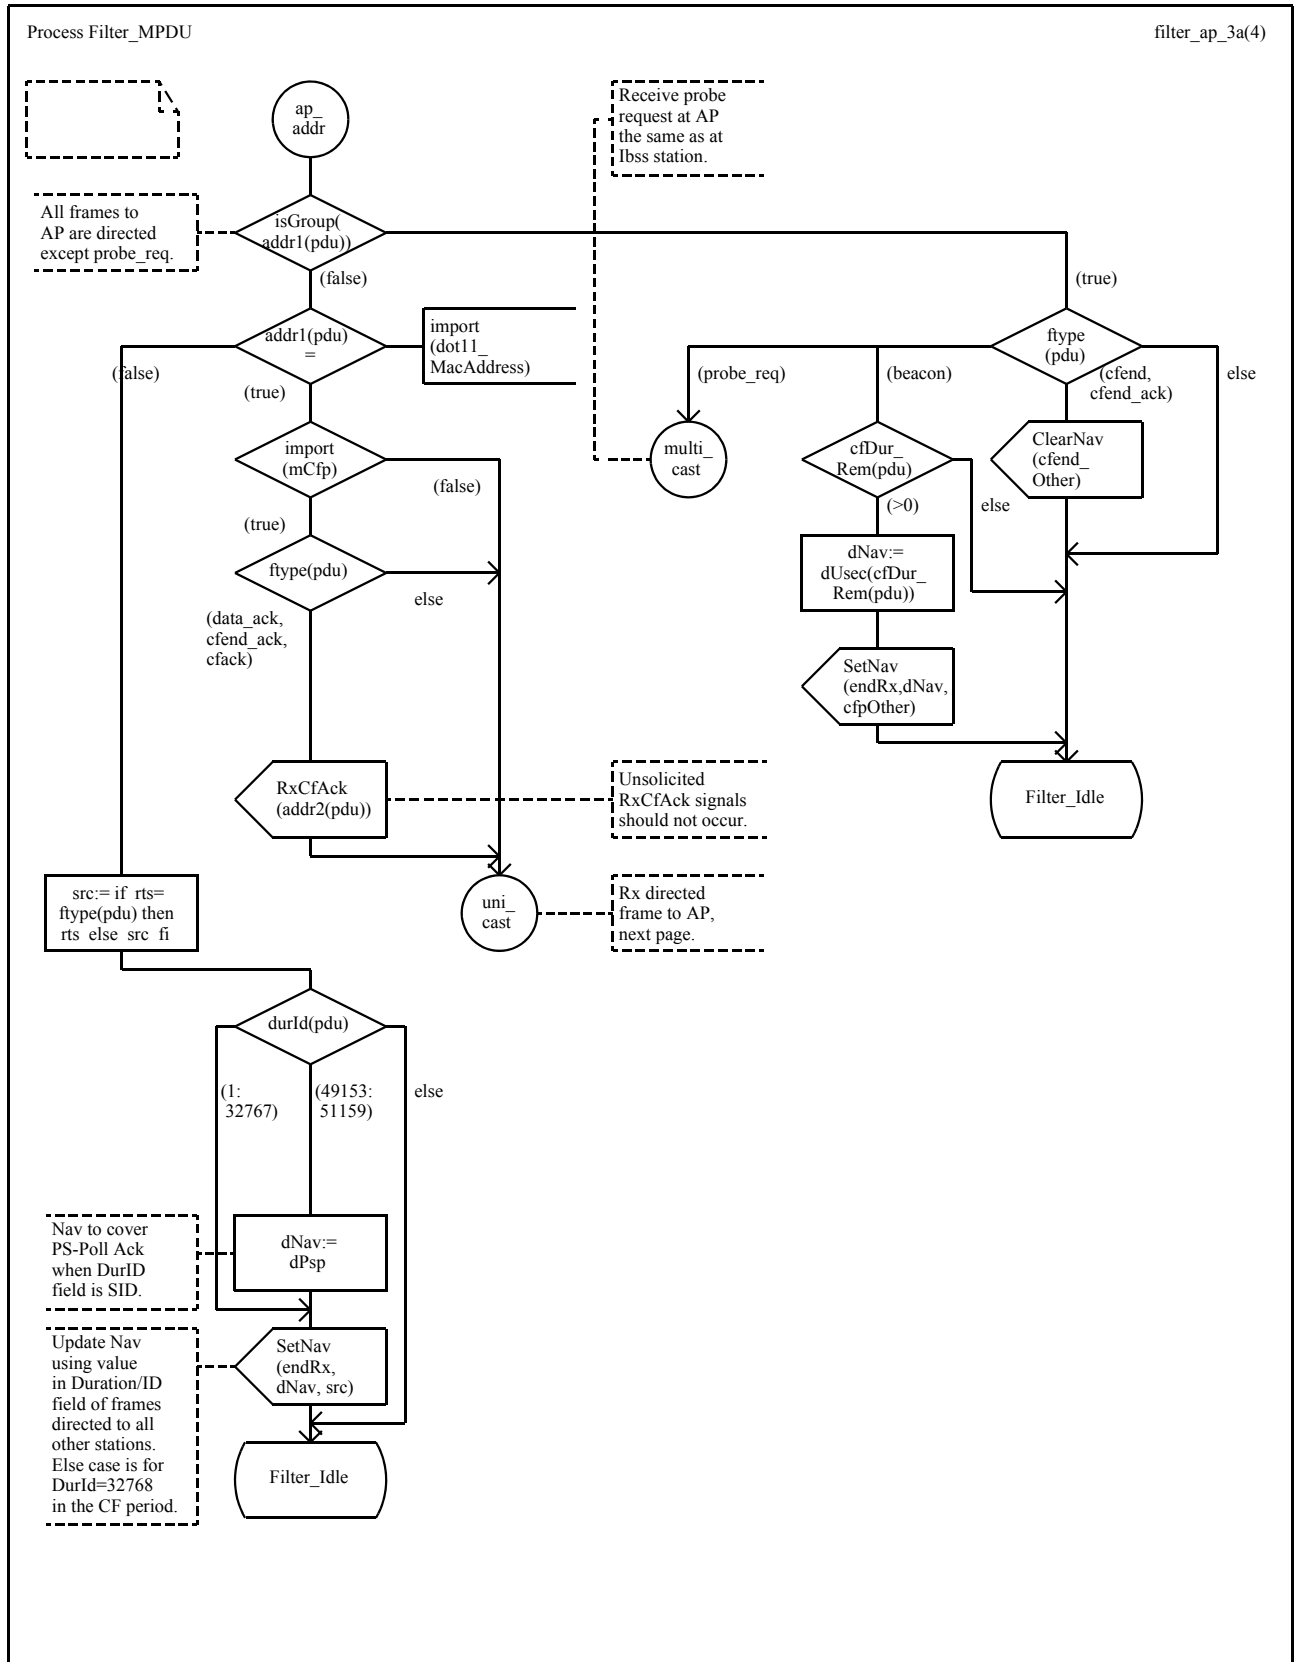 Process Filter_MPDU
filter_ap_3a(4)
ap_
addr
Receive probe
request at AP
the same as at
Ibss station.
All frames to
AP are directed
except probe_req.
isGroup(
addr1(pdu))
(false)
(true)
addr1(pdu)
=
import
(dot11_
MacAddress)
ftype
(pdu)
(false)
(true)
(probe_req)
(beacon)
(cfend,
cfend_ack)
else
import
(mCfp)
(false)
(true)
multi_
cast
cfDur_
Rem(pdu)
(>0)
else
ClearNav
(cfend_
Other)
ftype(pdu)
else
(data_ack,
cfend_ack,
cfack)
dNav:=
dUsec(cfDur_
Rem(pdu))
SetNav
(endRx,dNav,
cfpOther)
RxCfAck
(addr2(pdu))
Unsolicited
RxCfAck signals
should not occur.
Filter_Idle
src:= if rts=
ftype(pdu) then
rts else src fi
uni_
cast
Rx directed
frame to AP,
next page.
durId(pdu)
(1:
32767)
(49153:
51159)
else
Nav to cover
PS-Poll Ack
when DurID
field is SID.
dNav:=
dPsp
Update Nav
using value
in Duration/ID
field of frames
directed to all
other stations.
Else case is for
DurId=32768
in the CF period.
SetNav
(endRx,
dNav, src)
Filter_Idle